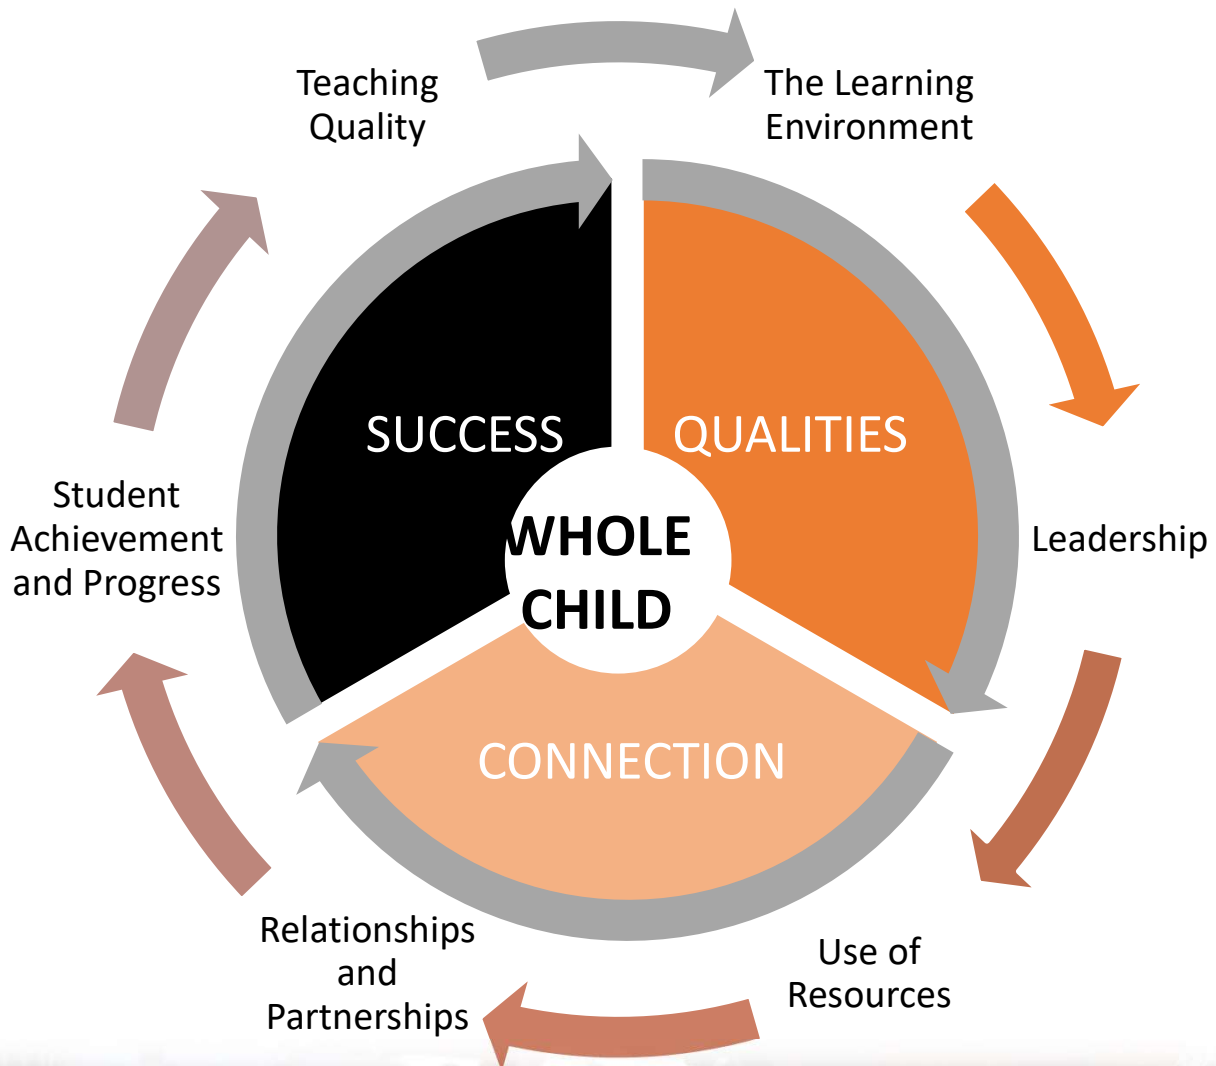 Teaching
Quality
The Learning
Environment
SUCCESS
QUALITIES
WHOLE
CHILD
Student
Achievement
and Progress
Leadership
CONNECTION
Relationships
and
Partnerships
Use of
Resources